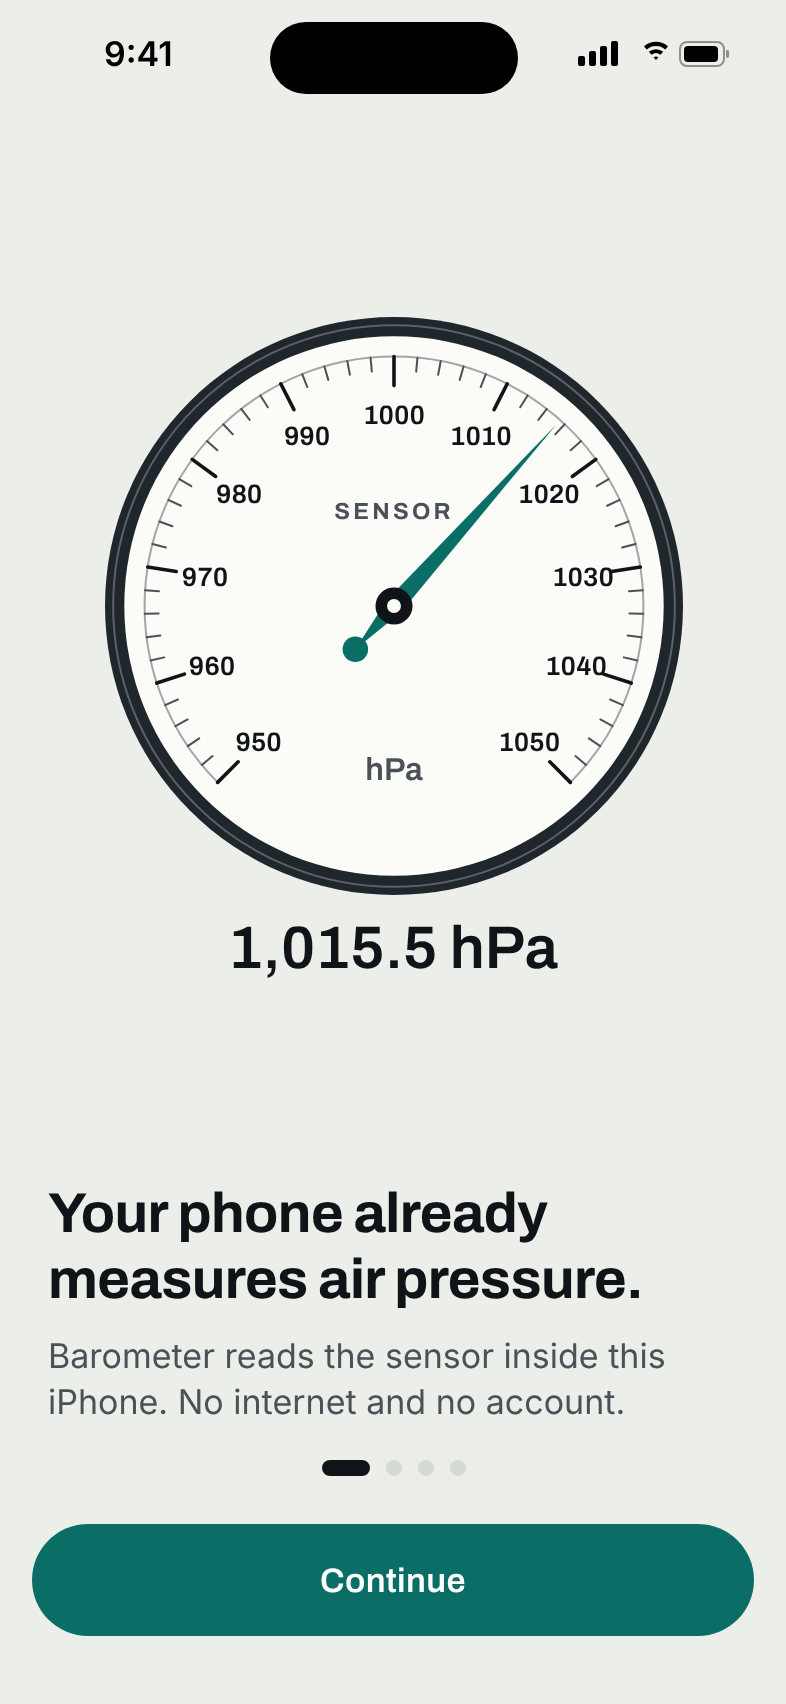 9:41
1000
990
1010
980
1020
SENSOR
970
1030
960
1040
950
1050
hPa
1,015.5 hPa
Your phone already
measures air pressure.
Barometer reads the sensor inside this
iPhone. No internet and no account.
Continue